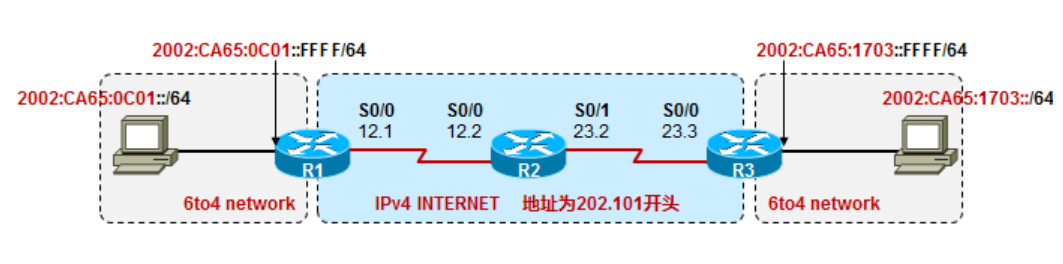 2002:CA65:0C01::FFFF/64
2002:CA65:1703::FFFF/64
2002:CA65:0C01::/64
2002:CA65:1703::/64
S0/0
12.1
S0/0
12.2
S0/1
23.2
S0/0
23.3
R1
R2
R3
6to4 network
IPv4 INTERNET 地址为202.101开头
6to4 network